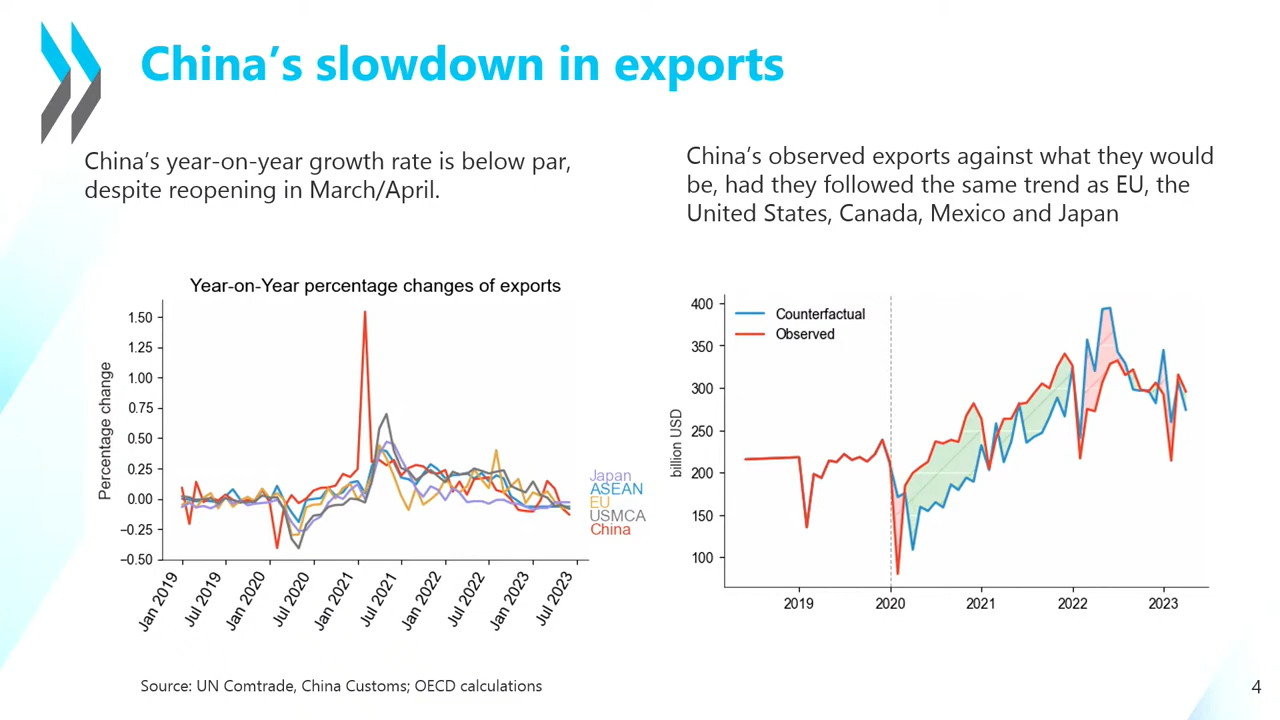 China’s slowdown in exports
China’s year-on-year growth rate is below par,
despite reopening in March/April.
China’s observed exports against what they would
be, had they followed the same trend as EU, the
United States, Canada, Mexico and Japan
Year-on-Year percentage changes of exports
Percentage change
1.50
1.25
1.00
0.75
0.50
0.25
0.00
−0.25
−0.50
Jan 2019
Jul 2019
Jan 2020
Jul 2020
Jan 2021
Jul 2021
Jan 2022
Jul 2022
Jan 2023
Jul 2023
Japan
ASEAN
EU
USMCA
China
billion USD
400
350
300
250
200
150
100
Counterfactual
Observed
2019
2020
2021
2022
2023
Source: UN Comtrade, China Customs; OECD calculations
4